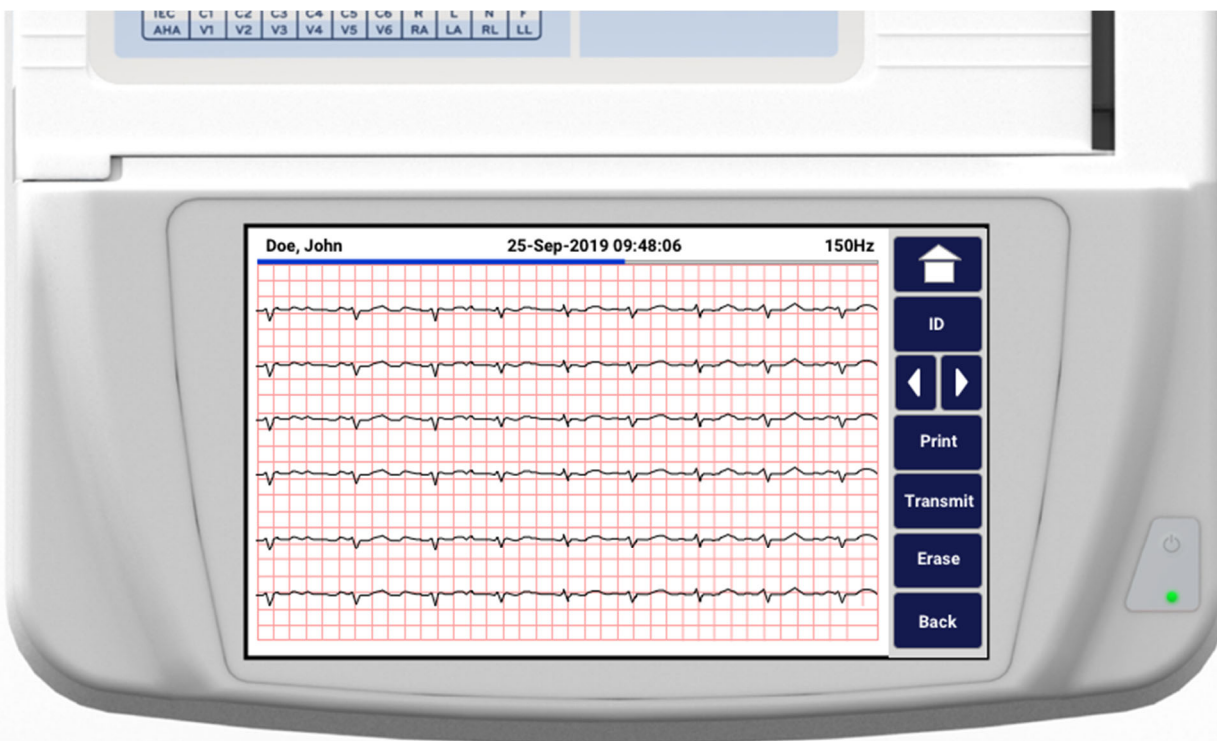 IEC C1 C2 C3 C4 C5 C6 R L N F
AHA V1 V2 V3 V4 V5 V6 RA LA RL LL
Doe, John 25-Sep-2019 09:48:06 150Hz
ID
Print
Transmit
Erase
Back